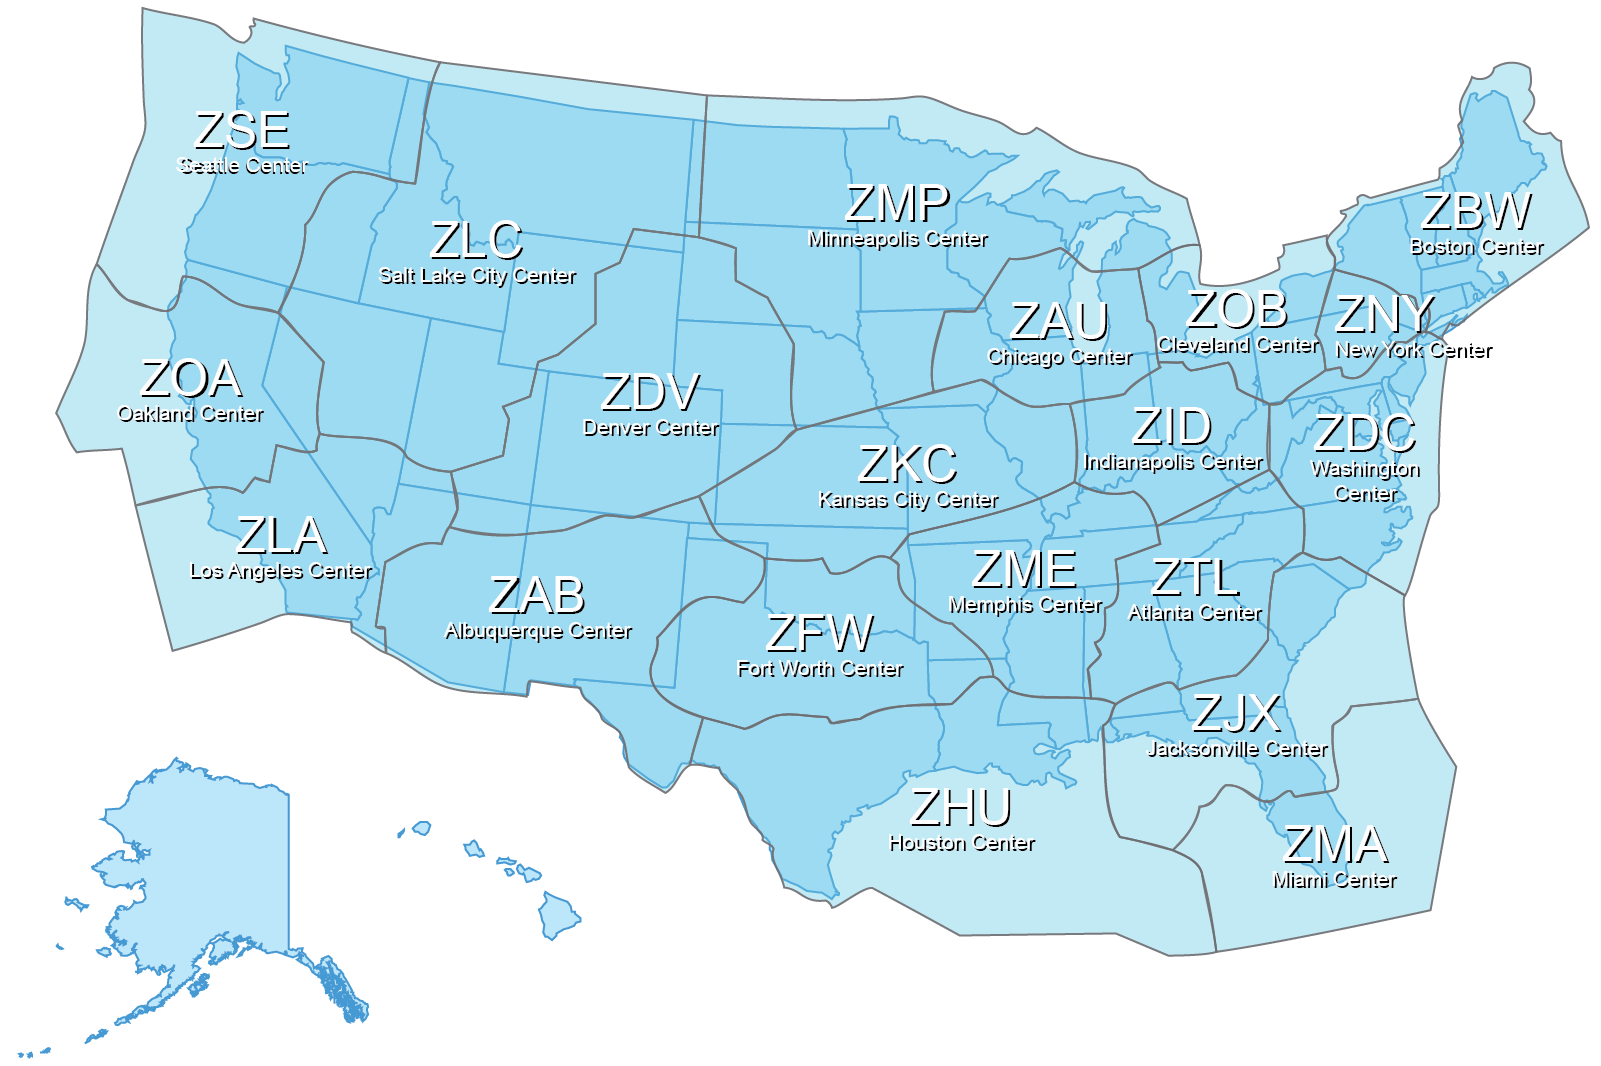 ZSE
Seattle Center
ZLC
Salt Lake City Center
ZMP
Minneapolis Center
ZBW
Boston Center
ZOA
Oakland Center
ZDV
Denver Center
ZAU
Chicago Center
ZOB
Cleveland Center
ZNY
New York Center
ZKC
Kansas City Center
ZID
Indianapolis Center
ZDC
Washington
Center
ZLA
Los Angeles Center
ZAB
Albuquerque Center
ZFW
Fort Worth Center
ZME
Memphis Center
ZTL
Atlanta Center
ZJX
Jacksonville Center
ZHU
Houston Center
ZMA
Miami Center